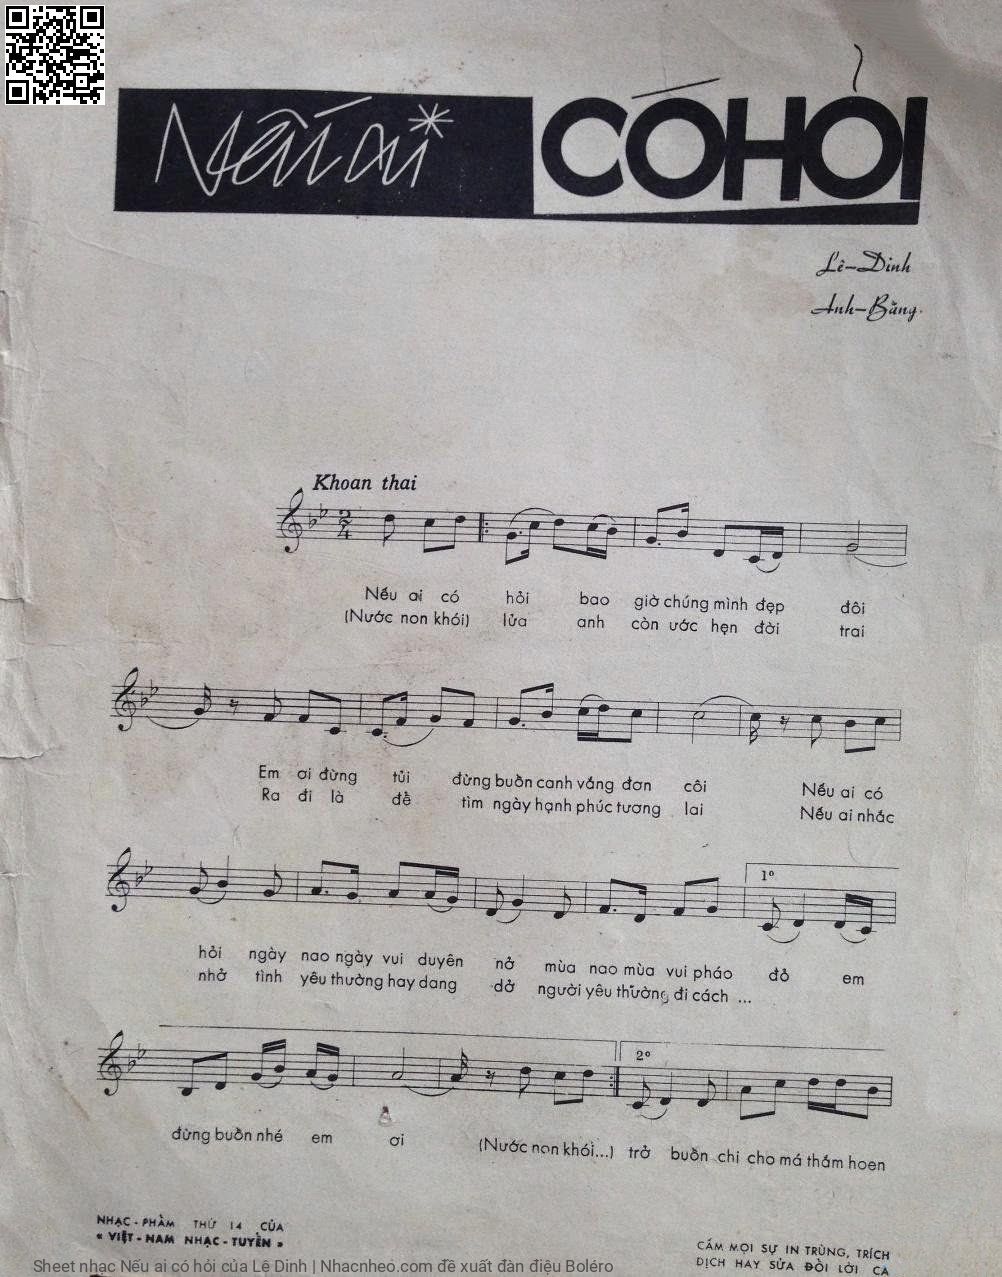 Nếu ai CÓ HỎI
Lê-Dinh
Anh-Bằng.
Khoan thai
Nếu ai có hỏi bao giờ chúng mình đẹp đôi
(Nước non khói) lửa anh còn ước hẹn đời trai
Em ơi đừng tủi đừng buồn canh vắng đơn côi Nếu ai có
Ra đi là để tìm ngày hạnh phúc tương lai Nếu ai nhắc
1º
hỏi ngày nao ngày vui duyên nở mùa nao mùa vui pháo đỏ em
nhở tình yêu thường hay dang dở người yêu thường đi cách ...
2º
đừng buồn nhé em ơi (Nước non khói...) trở buồn chi cho má thắm hoen
NHẠC-PHẨM THỨ 14 CỦA
« VIỆT-NAM NHẠC-TUYỂN »
CẤM MỌI SỰ IN TRÙNG, TRÍCH
DỊCH HAY SỬA ĐỔI LỜI CA
Sheet nhạc Nếu ai có hỏi của Lê Dinh | Nhacnheo.com đề xuất đàn điệu Boléro